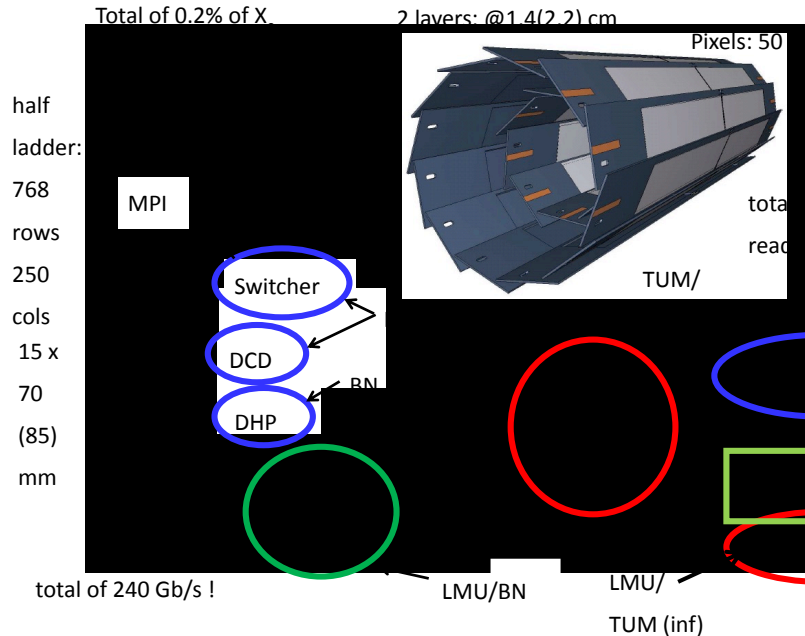 Total of 0.2% of X
2 layers: @1.4(2.2) cm
Pixels: 50
half
ladder:
768
rows
250
cols
15 x
70
(85)
mm
MPI
Switcher
DCD
BN
DHP
TUM/
total of 240 Gb/s !
LMU/BN
LMU/
TUM (inf)